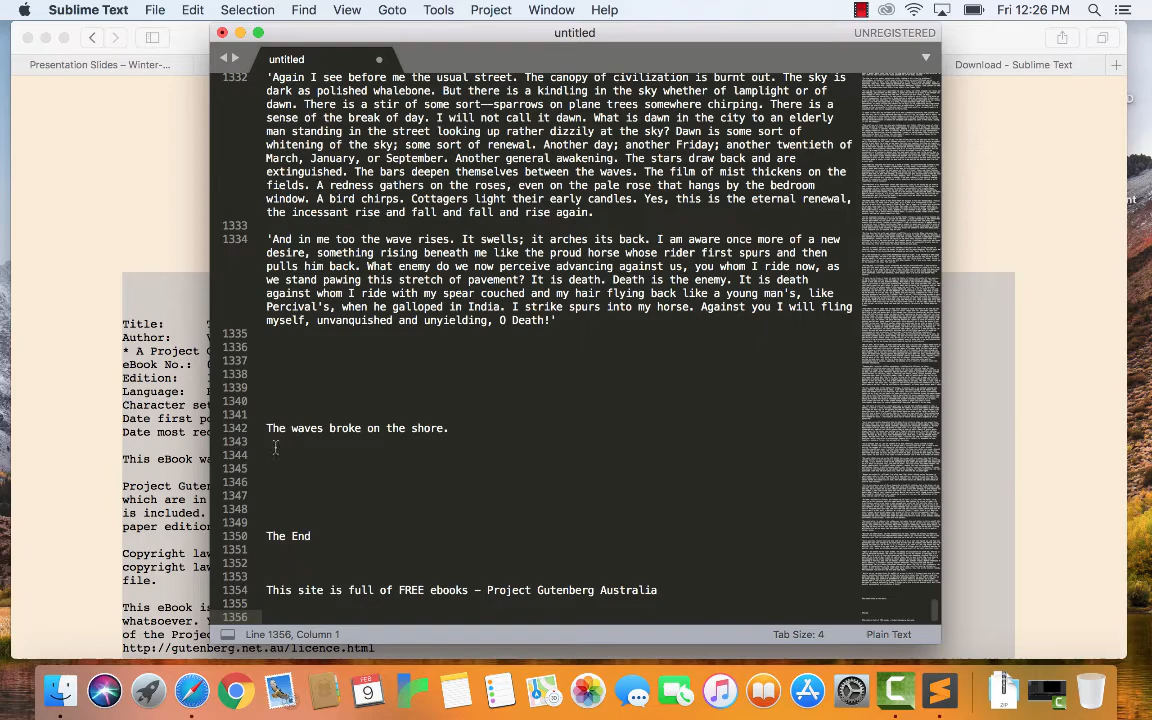 Sublime Text File Edit Selection Find View Goto Tools Project Window Help Fri 12:26 PM
untitled UNREGISTERED
untitled
Presentation Slides – Winter-... Download - Sublime Text
1332 'Again I see before me the usual street. The canopy of civilization is burnt out. The sky is
dark as polished whalebone. But there is a kindling in the sky whether of lamplight or of
dawn. There is a stir of some sort--sparrows on plane trees somewhere chirping. There is a
sense of the break of day. I will not call it dawn. What is dawn in the city to an elderly
man standing in the street looking up rather dizzily at the sky? Dawn is some sort of
whitening of the sky; some sort of renewal. Another day; another Friday; another twentieth of
March, January, or September. Another general awakening. The stars draw back and are
extinguished. The bars deepen themselves between the waves. The film of mist thickens on the
fields. A redness gathers on the roses, even on the pale rose that hangs by the bedroom
window. A bird chirps. Cottagers light their early candles. Yes, this is the eternal renewal,
the incessant rise and fall and fall and rise again.
1333
1334 'And in me too the wave rises. It swells; it arches its back. I am aware once more of a new
desire, something rising beneath me like the proud horse whose rider first spurs and then
pulls him back. What enemy do we now perceive advancing against us, you whom I ride now, as
we stand pawing this stretch of pavement? It is death. Death is the enemy. It is death
against whom I ride with my spear couched and my hair flying back like a young man's, like
Percival's, when he galloped in India. I strike spurs into my horse. Against you I will fling
myself, unvanquished and unyielding, O Death!'
1335
1336
1337
1338
1339
1340
1341
1342 The waves broke on the shore.
1343
1344
1345
1346
1347
1348
1349
1350 The End
1351
1352
1353
1354 This site is full of FREE ebooks - Project Gutenberg Australia
1355
1356
Line 1356, Column 1 Tab Size: 4 Plain Text
Title:
Author:
* A Project
eBook No.:
Edition:
Language:
Character set
Date first
Date most
This eBook
Project
which are in
is included.
paper
Copyright
file.
This eBook is
whatsoever.
of the
http://gutenberg.net.au/licence.html
9
ZIP